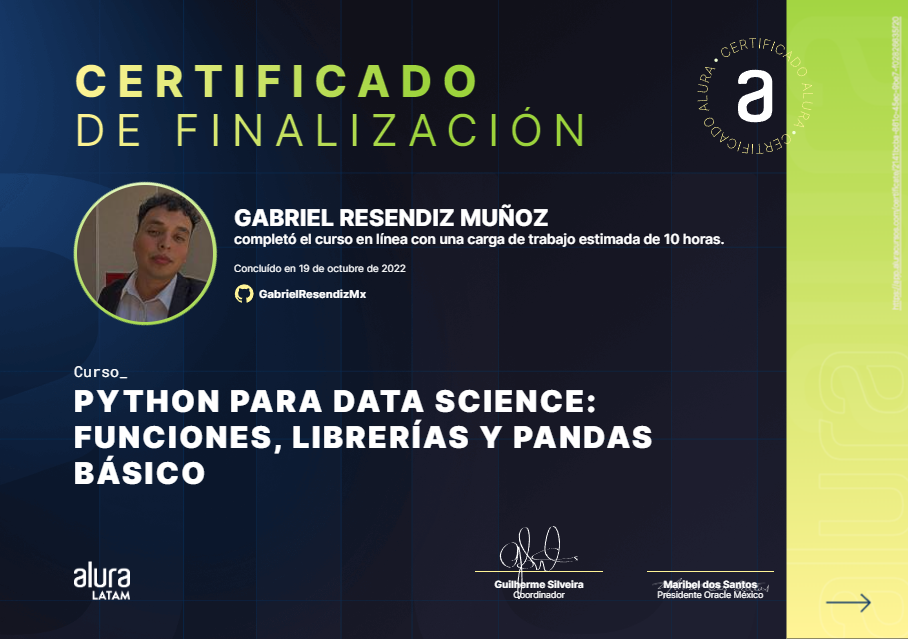 CERTIFICADO
DE FINALIZACIÓN
CERTIFICADO ALURA • CERTIFICADO ALURA •
a
GABRIEL RESENDIZ MUÑOZ
completó el curso en línea con una carga de trabajo estimada de 10 horas.
Concluído en 19 de octubre de 2022
GabrielResendizMx
Curso_
PYTHON PARA DATA SCIENCE:
FUNCIONES, LIBRERÍAS Y PANDAS
BÁSICO
alura
LATAM
Guilherme Silveira
Coordinador
Maribel dos Santos
Presidente Oracle México
alura